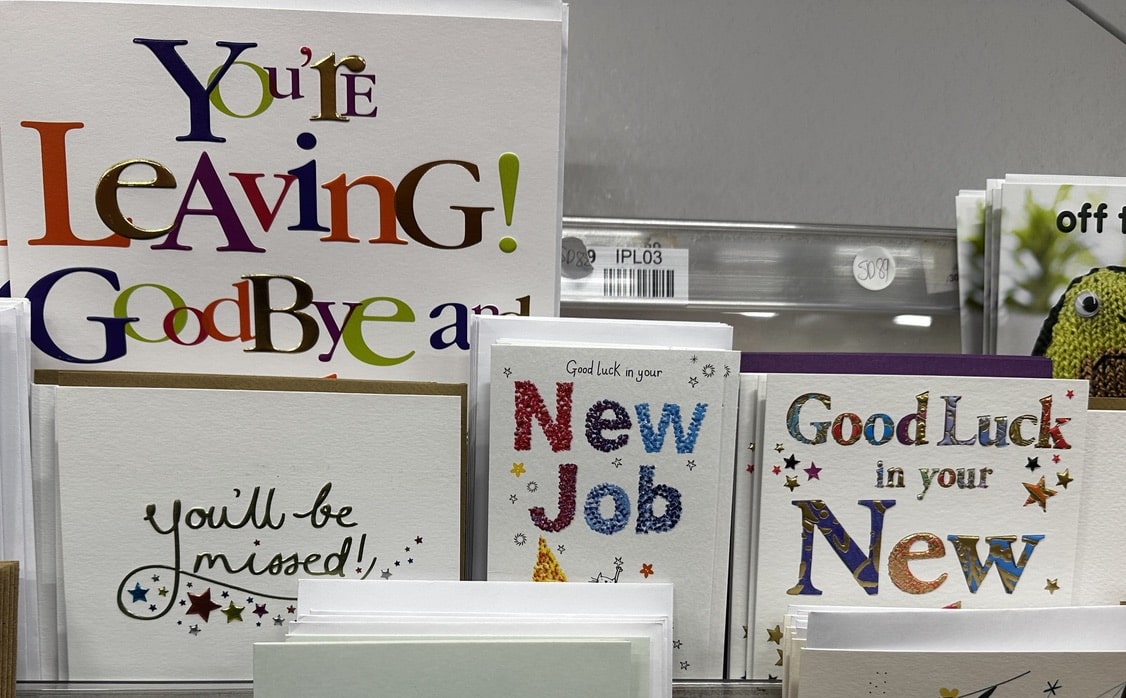 You're
Leaving!
GoodBye and
IPL03
SD89
off
you'll be
missed!
Good luck in your
New
Job
Good Luck
in your
New